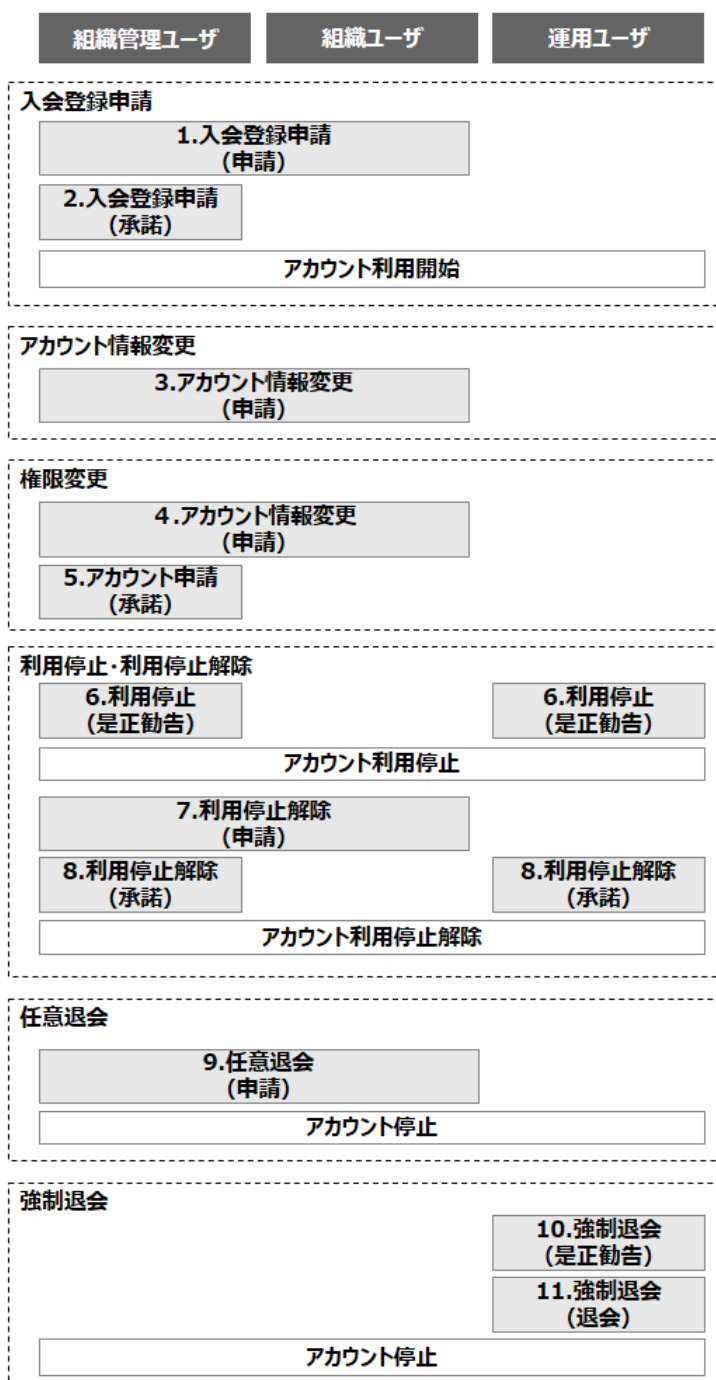 組織管理ユーザ
組織ユーザ
運用ユーザ
入会登録申請
1.入会登録申請
(申請)
2.入会登録申請
(承諾)
アカウント利用開始
アカウント情報変更
3.アカウント情報変更
(申請)
権限変更
４.アカウント情報変更
(申請)
5.アカウント申請
(承諾)
利用停止・利用停止解除
6.利用停止
(是正勧告)
6.利用停止
(是正勧告)
アカウント利用停止
7.利用停止解除
(申請)
8.利用停止解除
(承諾)
8.利用停止解除
(承諾)
アカウント利用停止解除
任意退会
9.任意退会
(申請)
アカウント停止
強制退会
10.強制退会
(是正勧告)
11.強制退会
(退会)
アカウント停止